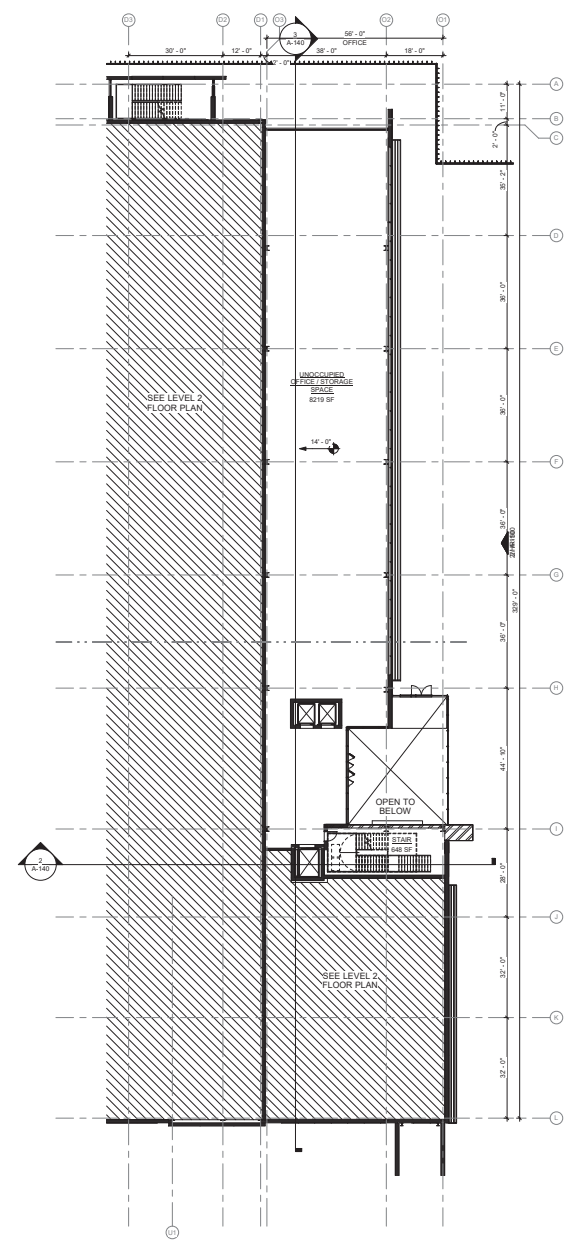 D3
D2
D1
O3
O2
O1
3
A-140
56' - 0"
OFFICE
30' - 0"
12' - 0"
38' - 0"
18' - 0"
2' - 0"
A
B
C
D
E
F
G
H
I
J
K
L
11' - 0"
2' - 0"
35' - 2"
36' - 0"
36' - 0"
36' - 0"
36' - 0"
44' - 10"
28' - 0"
32' - 0"
32' - 0"
329' - 0"
UNOCCUPIED
OFFICE / STORAGE
SPACE
8219 SF
14' - 0"
SEE LEVEL 2
FLOOR PLAN
OPEN TO
BELOW
STAIR
648 SF
2
A-140
SEE LEVEL 2
FLOOR PLAN
U1